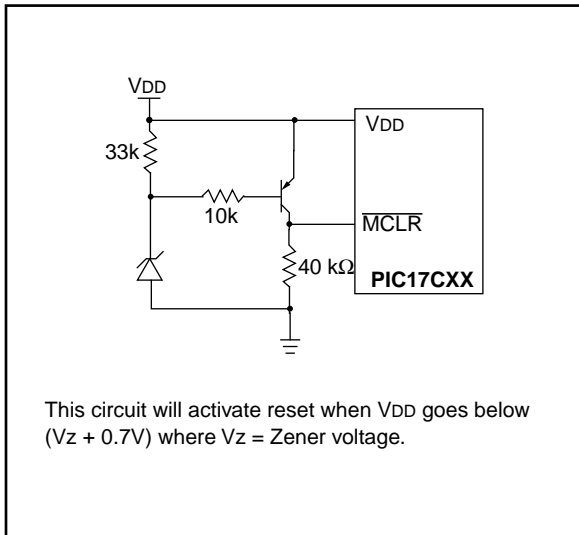 VDD
VDD
33k
10k
MCLR
40 kΩ
PIC17CXX
This circuit will activate reset when VDD goes below
(Vz + 0.7V) where Vz = Zener voltage.